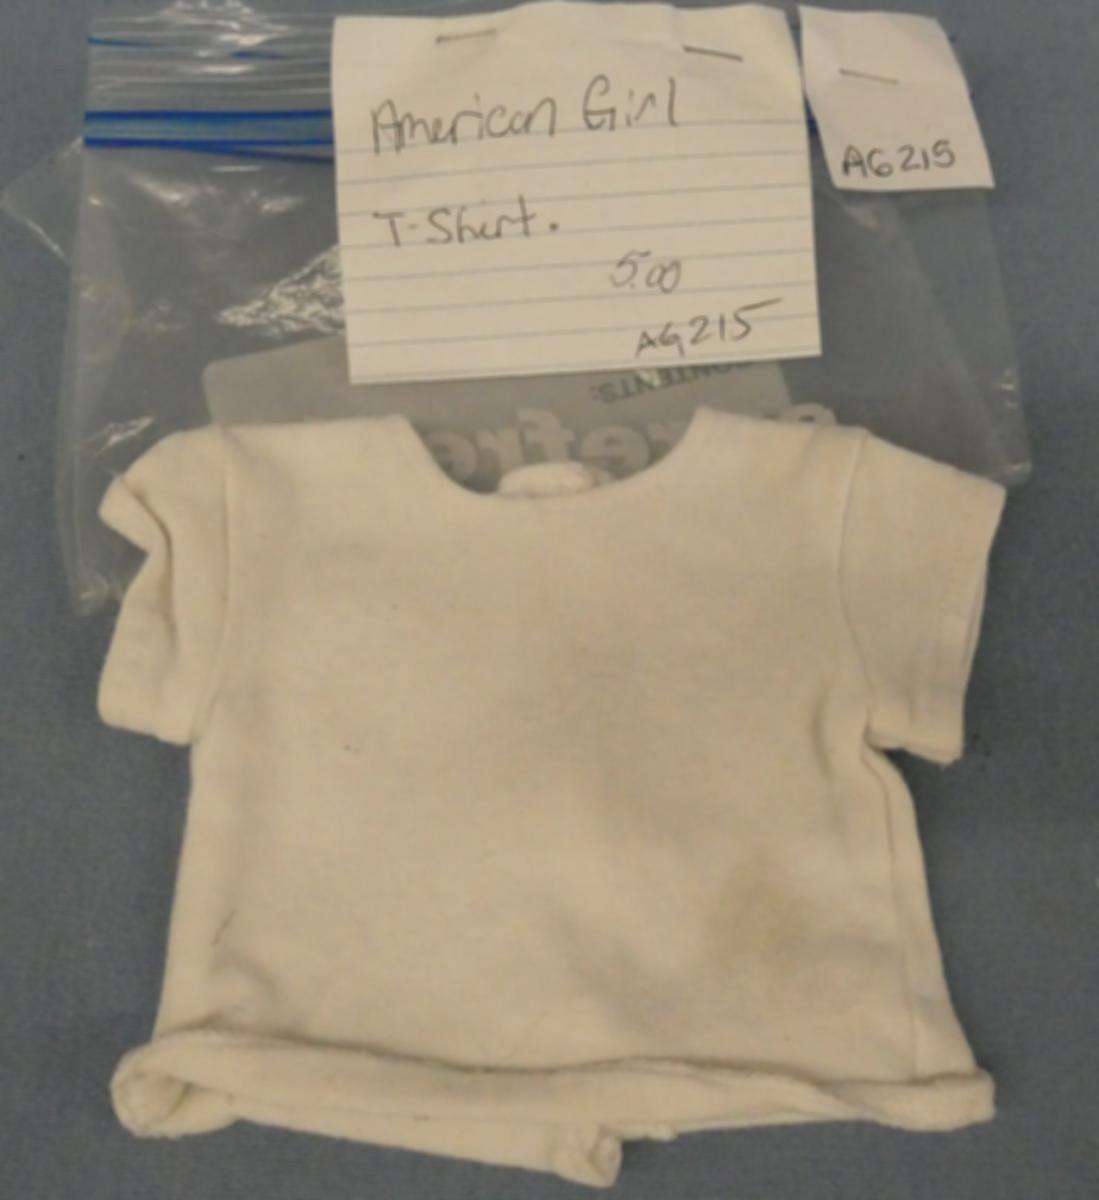 American Girl
T-Shirt.
5.00
AG215
AG215
CONTENTS: